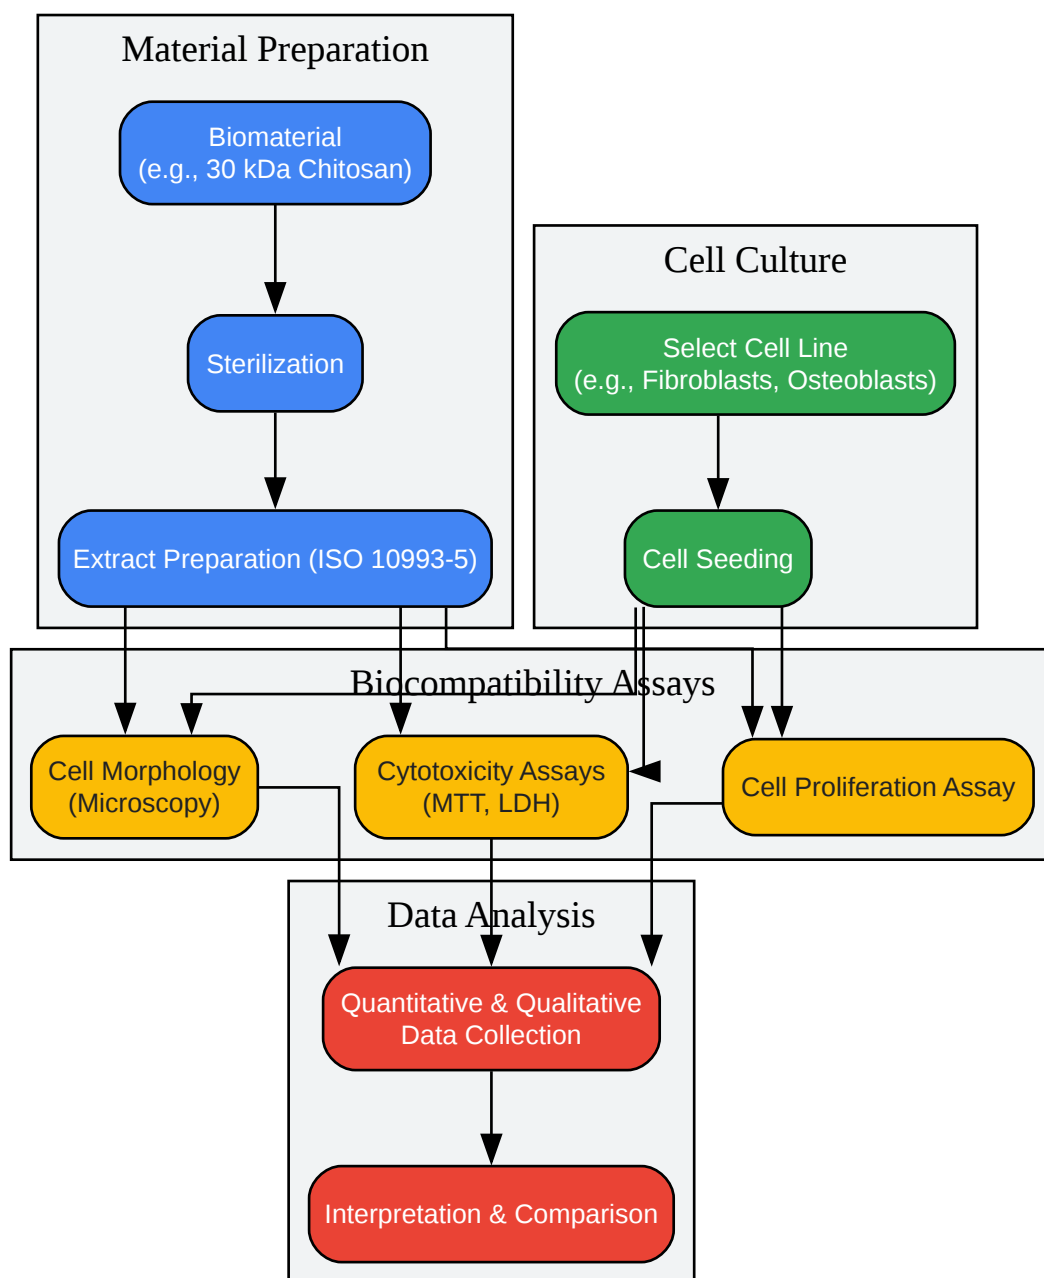 Material Preparation
Biomaterial
(e.g., 30 kDa Chitosan)
Sterilization
Extract Preparation (ISO 10993-5)
Cell Culture
Select Cell Line
(e.g., Fibroblasts, Osteoblasts)
Cell Seeding
Biocompatibility Assays
Cell Morphology
(Microscopy)
Cytotoxicity Assays
(MTT, LDH)
Cell Proliferation Assay
Data Analysis
Quantitative & Qualitative
Data Collection
Interpretation & Comparison